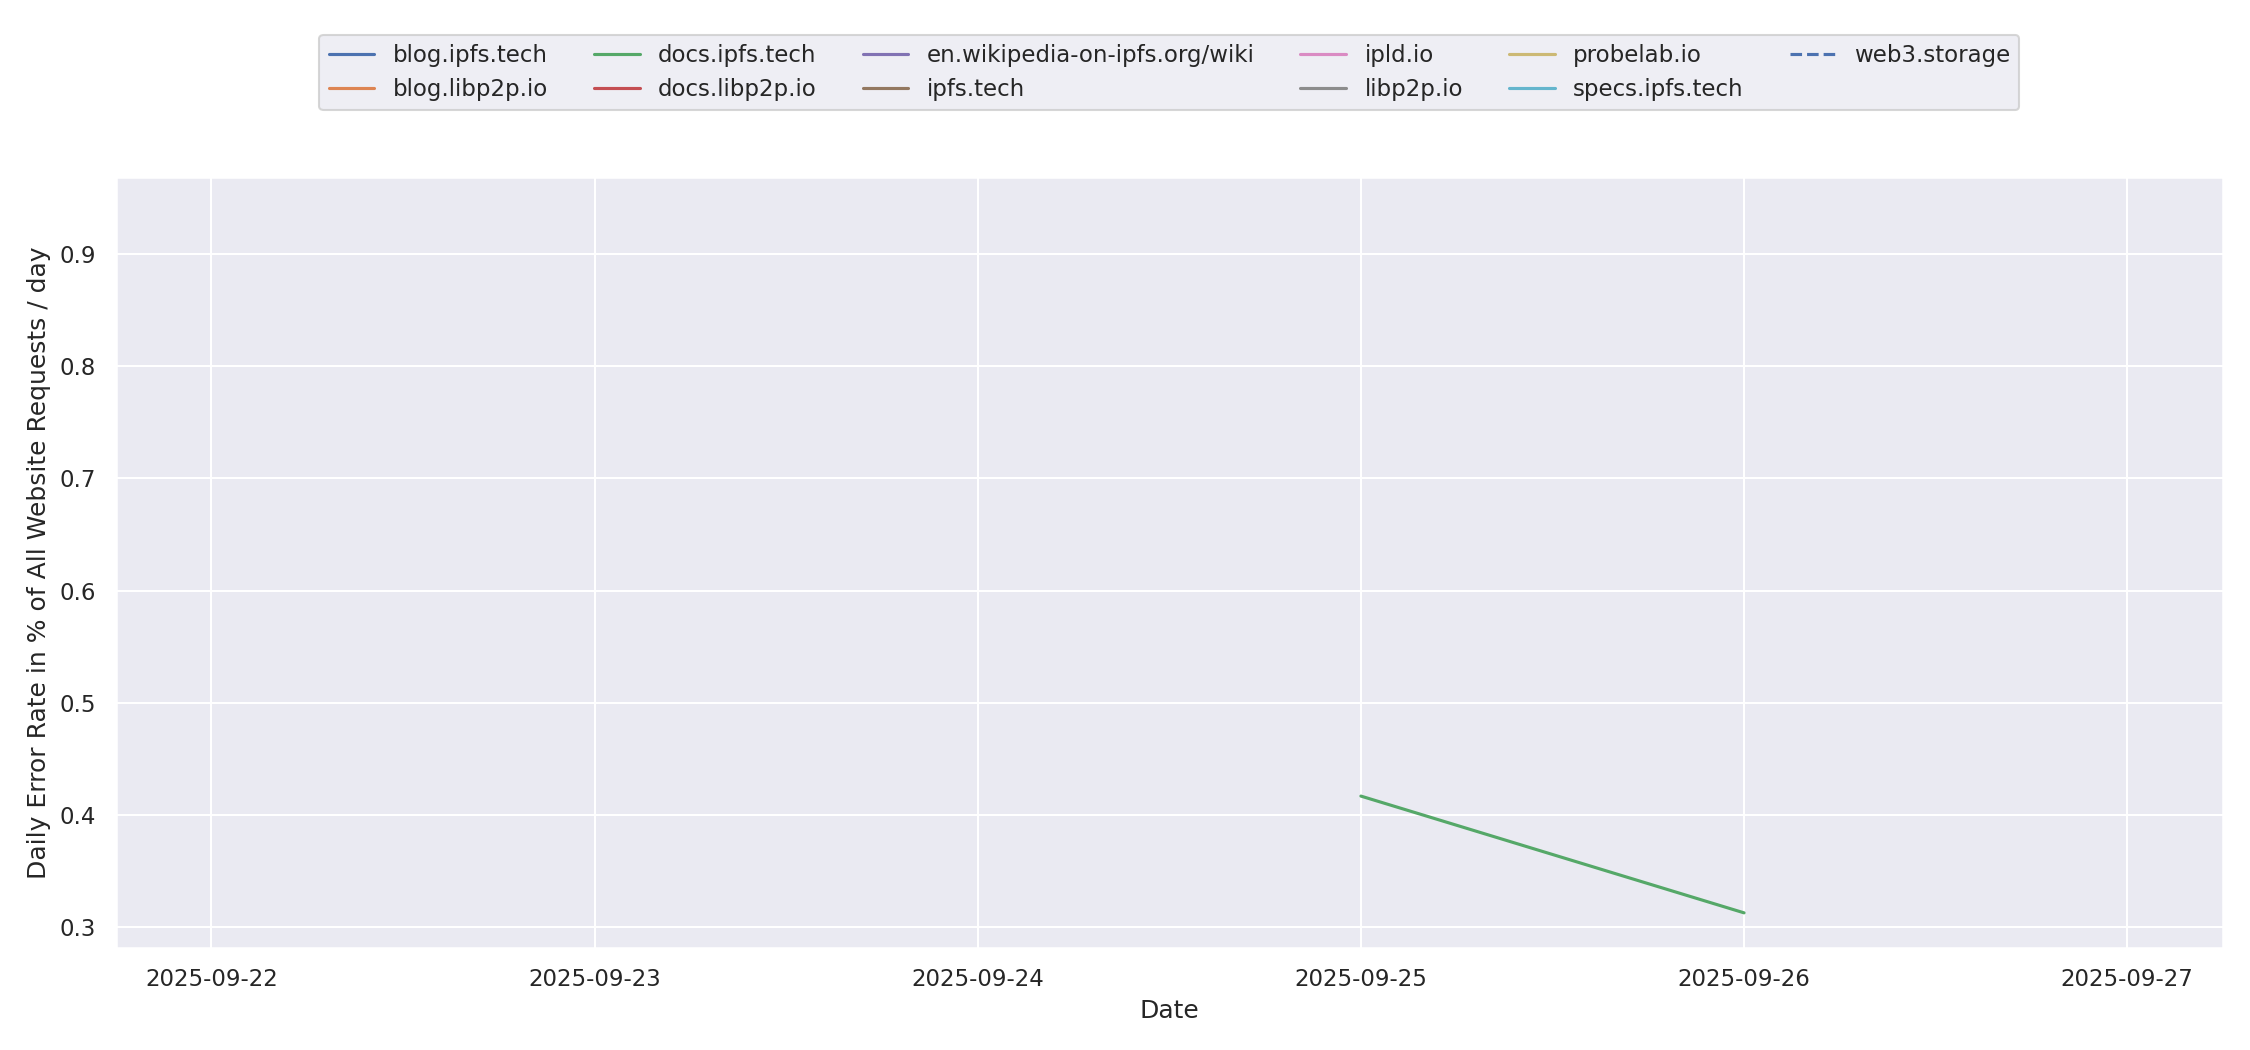 blog.ipfs.tech docs.ipfs.tech en.wikipedia-on-ipfs.org/wiki ipld.io probelab.io web3.storage
blog.libp2p.io docs.libp2p.io ipfs.tech libp2p.io specs.ipfs.tech
Daily Error Rate in % of All Website Requests / day
0.9
0.8
0.7
0.6
0.5
0.4
0.3
2025-09-22 2025-09-23 2025-09-24 2025-09-25 2025-09-26 2025-09-27
Date